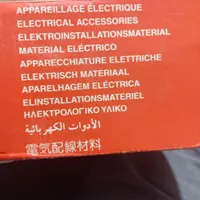 APPAREILLAGE ÉLECTRIQUE
ELECTRICAL ACCESSORIES
ELEKTROINSTALLATIONSMATERIAL
MATERIAL ELÉCTRICO
APPARECCHIATURE ELETTRICHE
ELEKTRISCH MATERIAAL
APARELHAGEM ELÉCTRICA
ELINSTALLATIONSMATERIEL
ΗΛΕΚΤΡΟΛΟΓΙΚΟ ΥΛΙΚΟ
الأدوات الكهربائية
電気配線材料